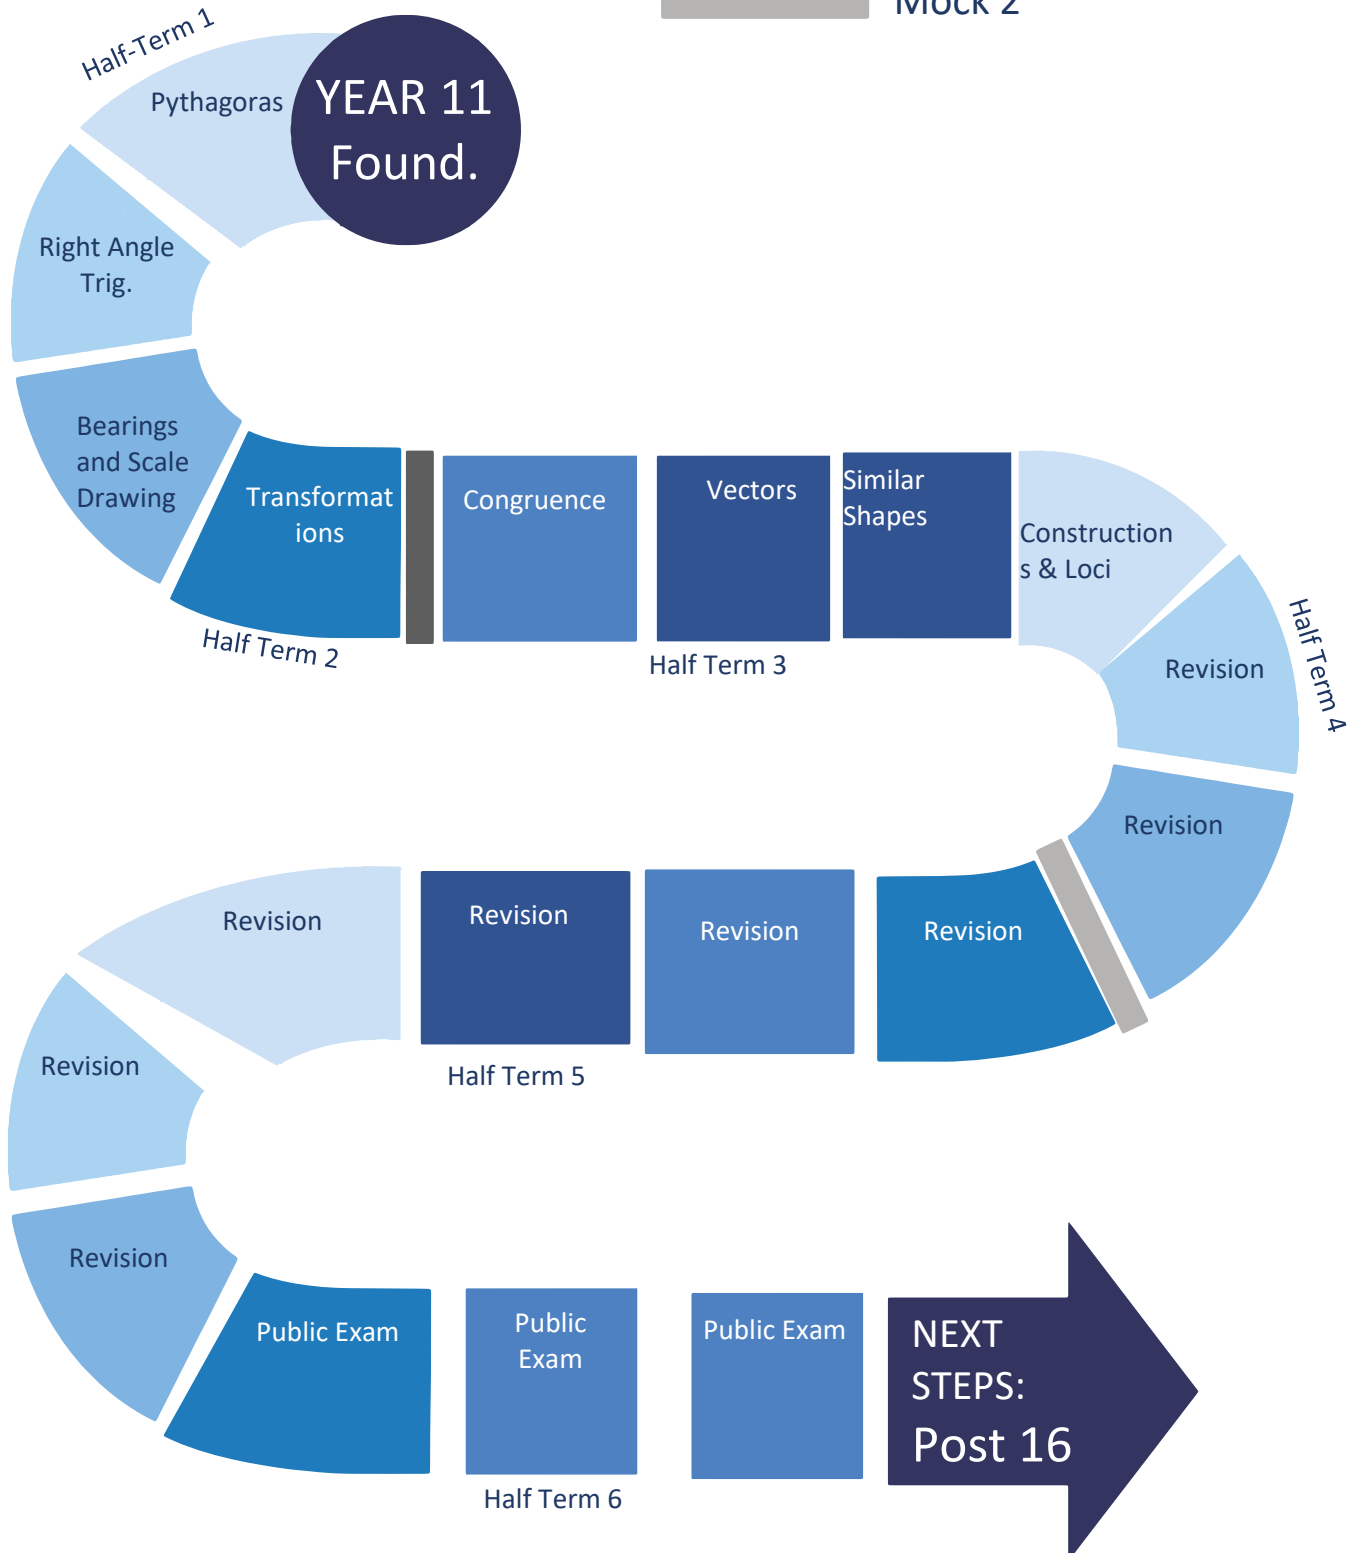 Mock 2
Half-Term 1
Pythagoras
YEAR 11
Found.
Right Angle
Trig.
Bearings
and Scale
Drawing
Transformat
ions
Half Term 2
Congruence
Vectors
Half Term 3
Similar
Shapes
Construction
s & Loci
Revision
Half Term 4
Revision
Revision
Revision
Revision
Half Term 5
Revision
Revision
Revision
Public Exam
Public
Exam
Half Term 6
Public Exam
NEXT
STEPS:
Post 16